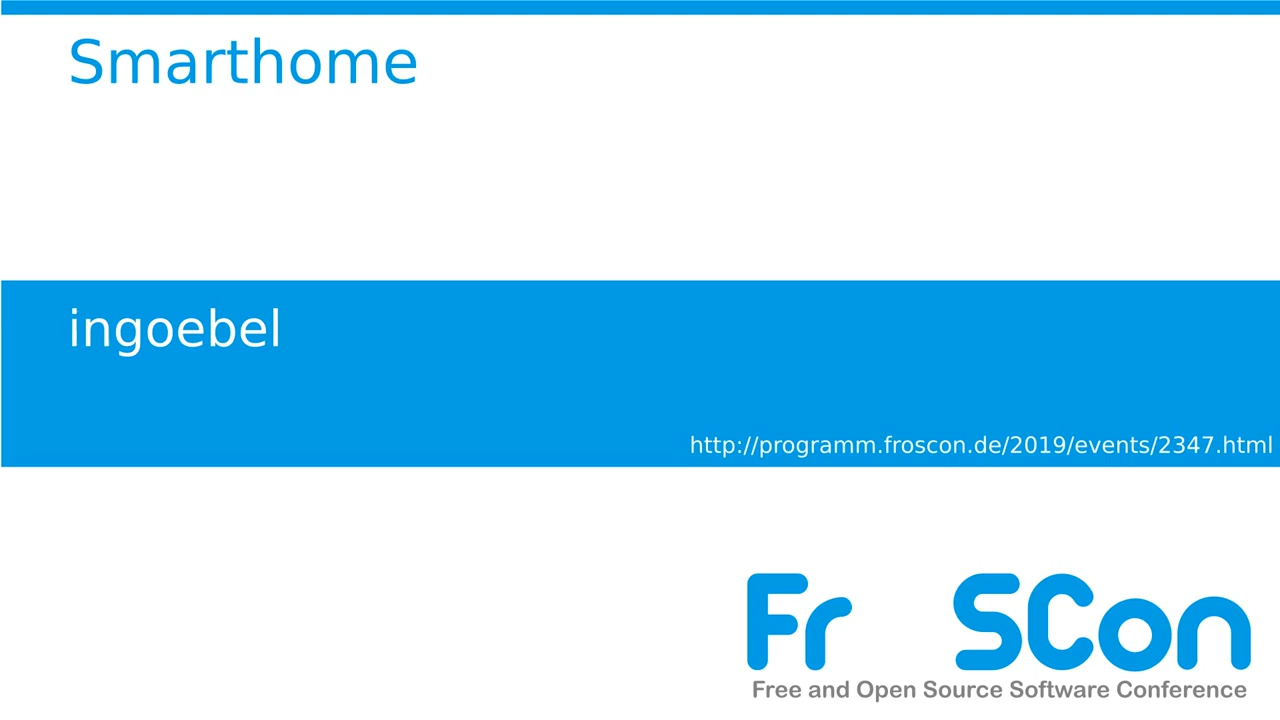 Smarthome
ingoebel
http://programm.froscon.de/2019/events/2347.html
Fr SCon
Free and Open Source Software Conference